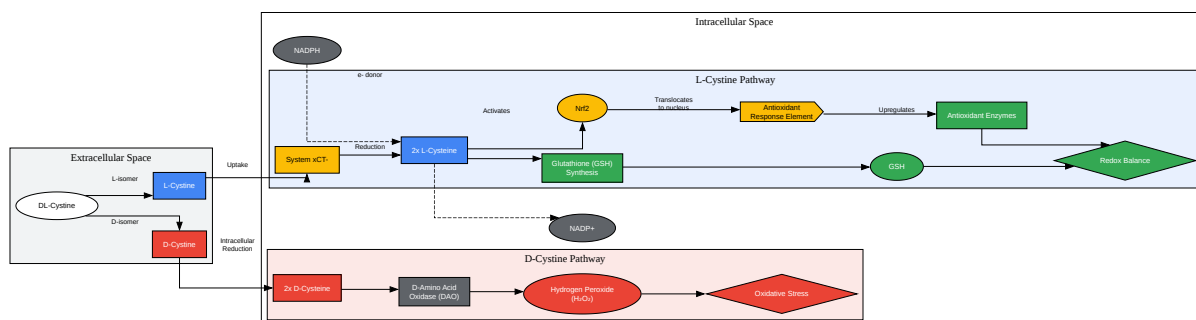 Intracellular Space
NADPH
e- donor
L-Cystine Pathway
Activates
Nrf2
Translocates
to nucleus
Antioxidant
Response Element
Upregulates
Antioxidant Enzymes
Extracellular Space
Uptake
System xCT-
Reduction
2x L-Cysteine
Glutathione (GSH)
Synthesis
GSH
Redox Balance
L-isomer
L-Cystine
DL-Cystine
D-isomer
D-Cystine
Intracellular
Reduction
NADP+
D-Cystine Pathway
2x D-Cysteine
D-Amino Acid
Oxidase (DAO)
Hydrogen Peroxide
(H₂O₂)
Oxidative Stress